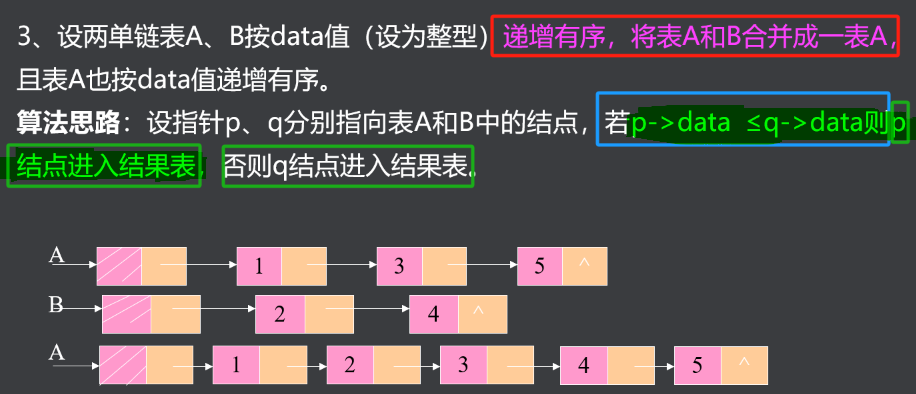 3、设两单链表A、B按data值（设为整型）递增有序，将表A和B合并成一表A，
且表A也按data值递增有序。
算法思路：设指针p、q分别指向表A和B中的结点，若p->data ≤q->data则p
结点进入结果表，否则q结点进入结果表。
A 1 3 5 ^
B 2 4 ^
A 1 2 3 4 5 ^